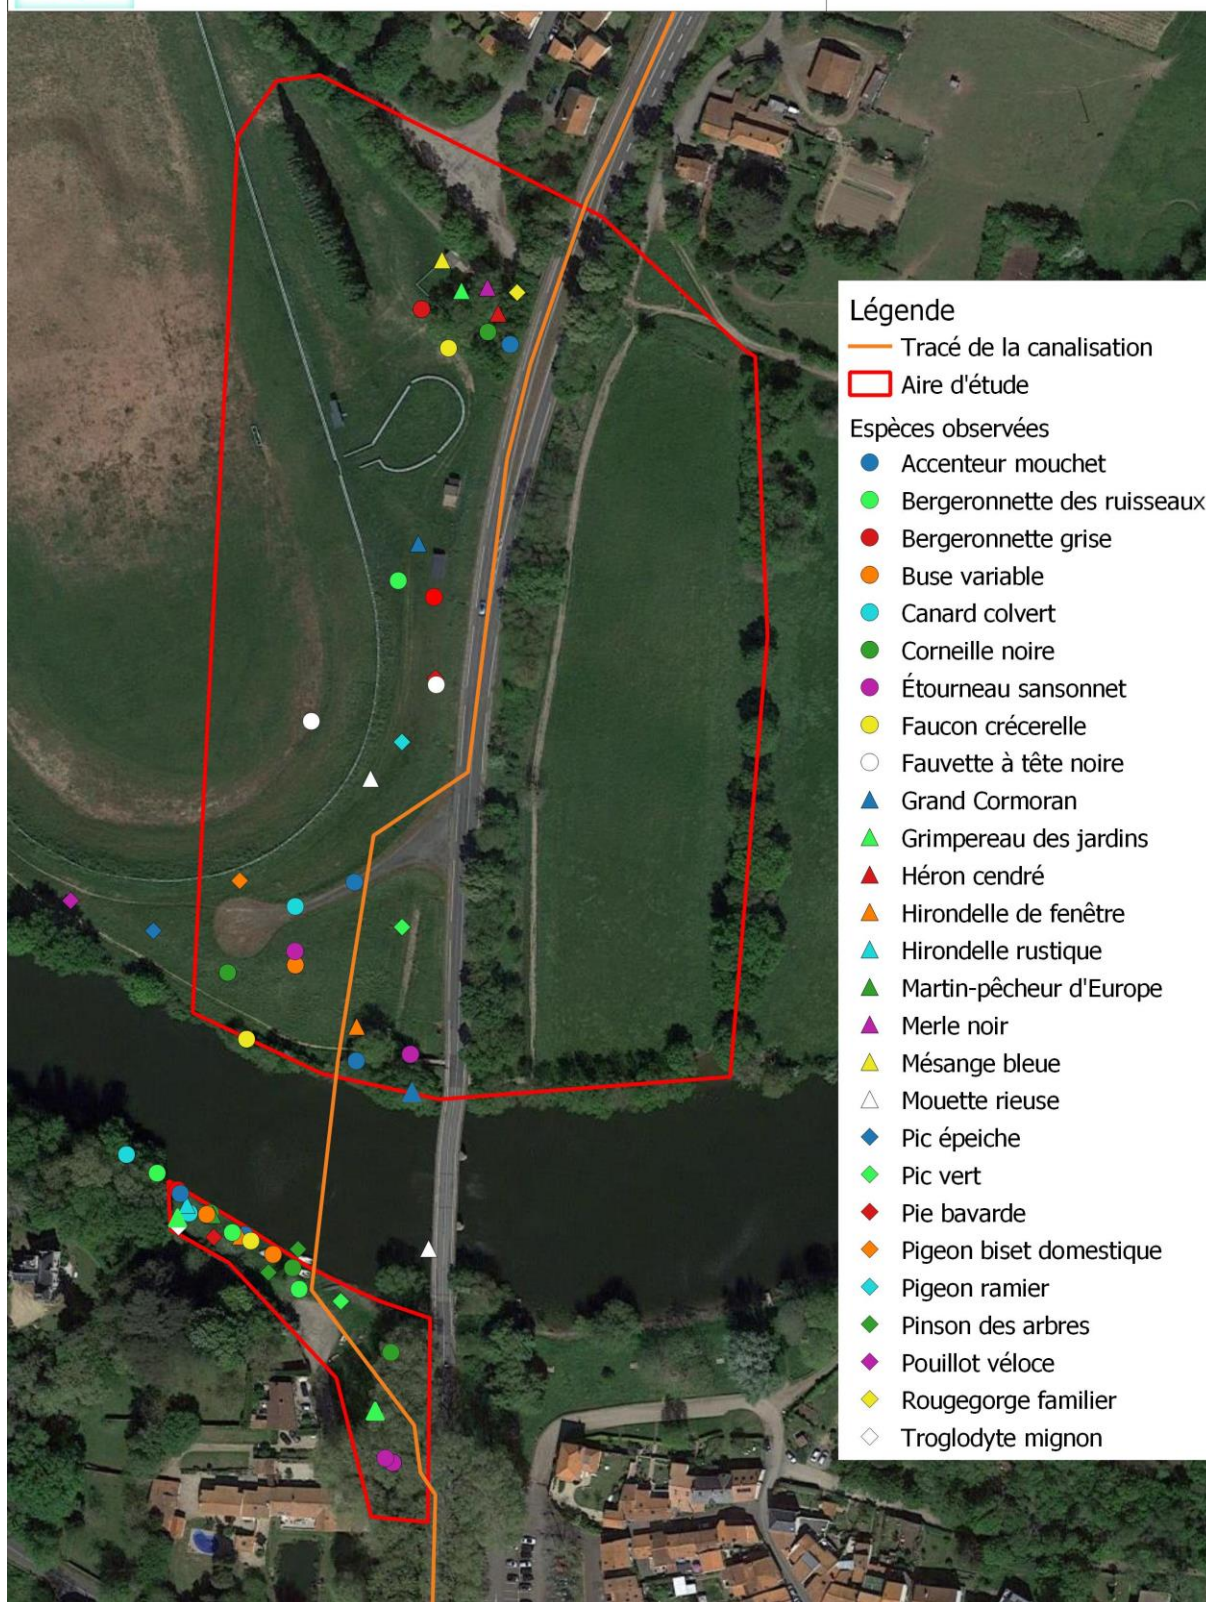 Légende
Tracé de la canalisation
Aire d'étude
Espèces observées
Accenteur mouchet
Bergeronnette des ruisseaux
Bergeronnette grise
Buse variable
Canard colvert
Corneille noire
Étourneau sansonnet
Faucon crécerelle
Fauvette à tête noire
Grand Cormoran
Grimpereau des jardins
Héron cendré
Hirondelle de fenêtre
Hirondelle rustique
Martin-pêcheur d'Europe
Merle noir
Mésange bleue
Mouette rieuse
Pic épeiche
Pic vert
Pie bavarde
Pigeon biset domestique
Pigeon ramier
Pinson des arbres
Pouillot véloce
Rougegorge familier
Troglodyte mignon